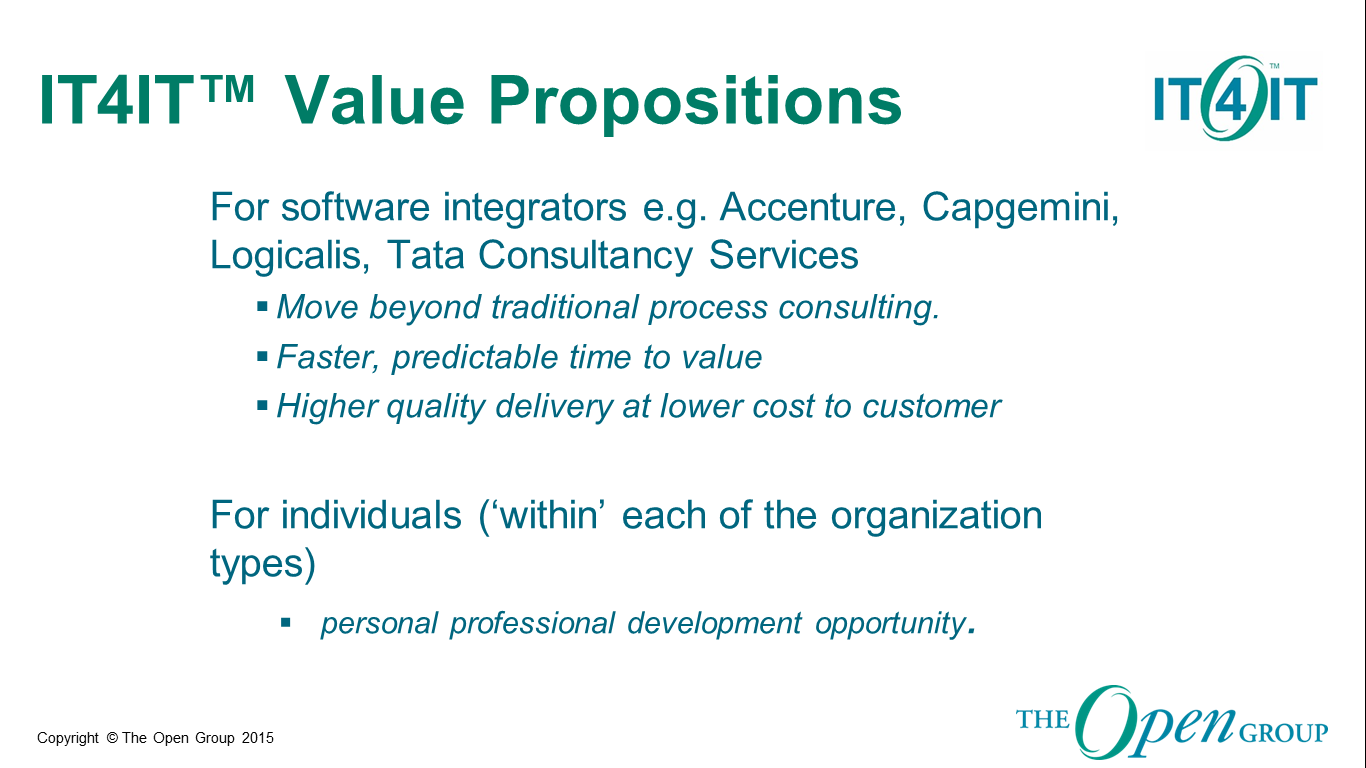 IT4IT™ Value Propositions
IT4IT™
For software integrators e.g. Accenture, Capgemini,
Logicalis, Tata Consultancy Services
▪ Move beyond traditional process consulting.
▪ Faster, predictable time to value
▪ Higher quality delivery at lower cost to customer
For individuals (‘within’ each of the organization
types)
▪ personal professional development opportunity.
Copyright © The Open Group 2015
THE Open GROUP